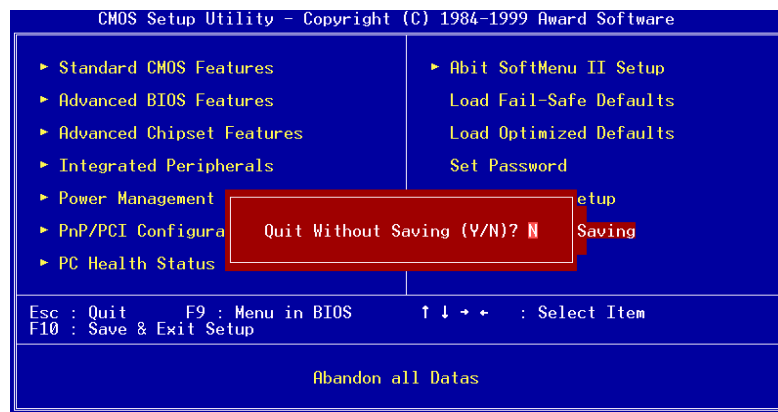 CMOS Setup Utility - Copyright (C) 1984-1999 Award Software
► Standard CMOS Features
► Advanced BIOS Features
► Advanced Chipset Features
► Integrated Peripherals
► Power Management
► PnP/PCI Configura
► PC Health Status
► Abit SoftMenu II Setup
Load Fail-Safe Defaults
Load Optimized Defaults
Set Password
etup
Saving
Quit Without Saving (Y/N)? N
Esc : Quit F9 : Menu in BIOS ↑ ↓ → ← : Select Item
F10 : Save & Exit Setup
Abandon all Datas